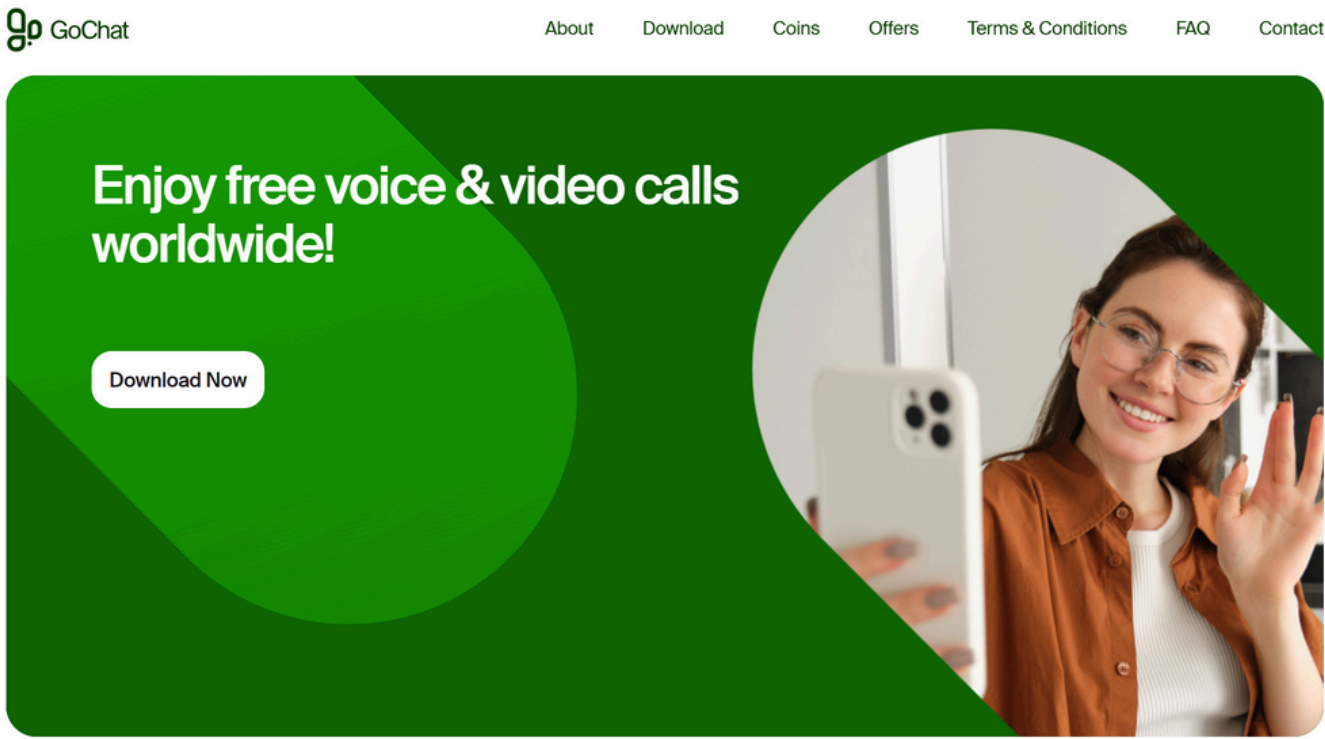 GoChat
About
Download
Coins
Offers
Terms & Conditions
FAQ
Contact
Enjoy free voice & video calls
worldwide!
Download Now